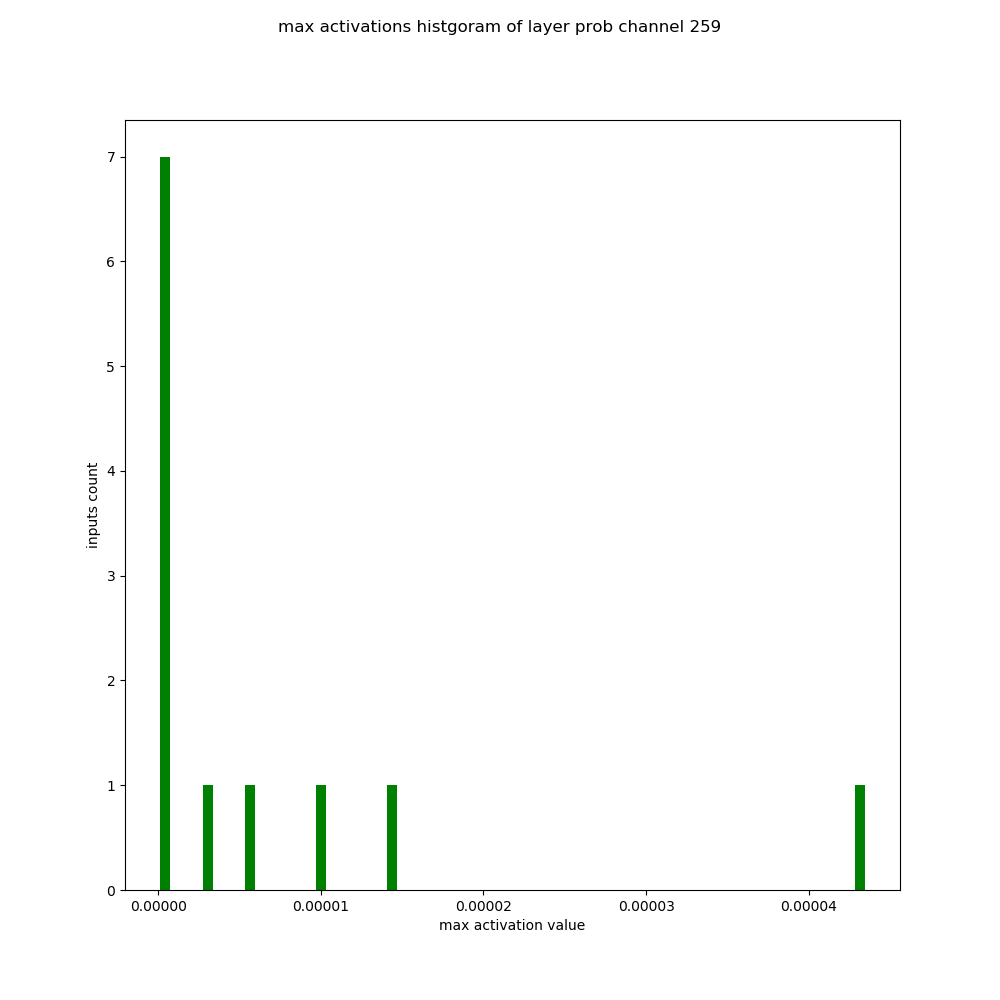 max activations histgoram of layer prob channel 259
7
6
5
4
3
2
1
0
inputs count
0.00000 0.00001 0.00002 0.00003 0.00004
max activation value